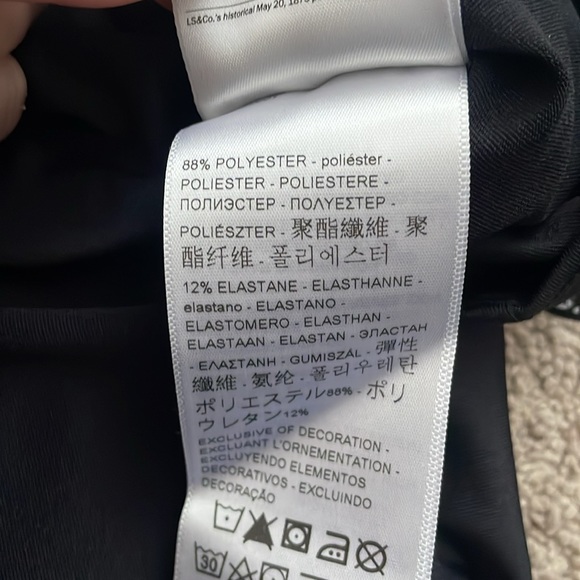 LS&Co.'s historical May 20, 1873
88% POLYESTER - poliéster -
POLIESTER - POLIESTERE -
ПОЛИЭСТЕР - ΠΟΛΥΕΣΤΕΡ -
POLIÉSZTER - 聚酯纖維 - 聚
酯纤维 - 폴리에스터
12% ELASTANE - ELASTHANNE -
elastano - ELASTANO -
ELASTOMERO - ELASTHAN -
ELASTAAN - ELASTAN - ЭЛАСТАН
- ΕΛΑΣΤΑΝΗ - GUMISZÁL - 彈性
纖維 - 氨纶 - 폴리우레탄
ポリエステル88% - ポリ
ウレタン12%
EXCLUSIVE OF DECORATION -
EXCLUANT L'ORNEMENTATION -
EXCLUYENDO ELEMENTOS
DECORATIVOS - EXCLUINDO
DECORAÇÃO
30